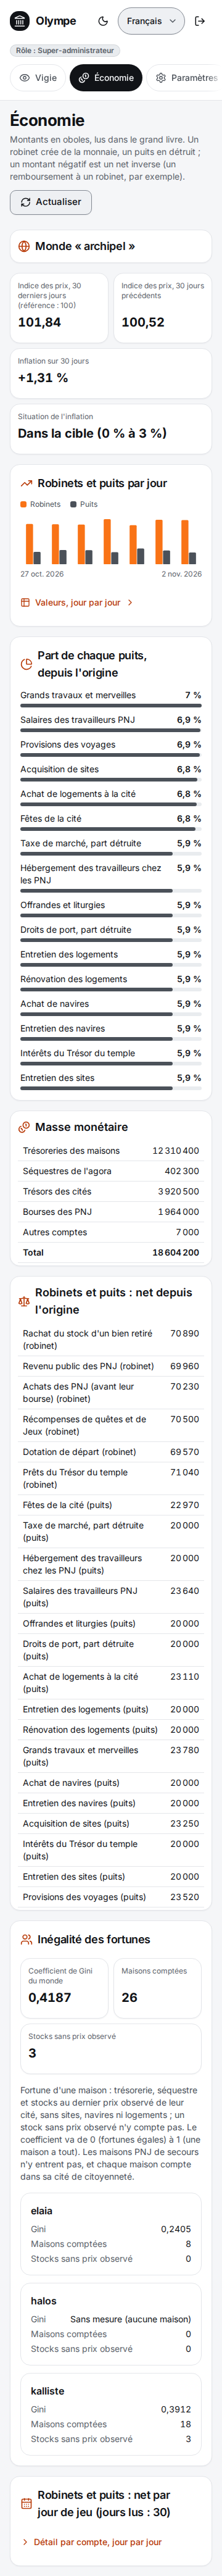 Olympe
Français
Rôle : Super-administrateur
Vigie
Économie
Paramètres
Économie
Montants en oboles, lus dans le grand livre. Un
robinet crée de la monnaie, un puits en détruit ;
un montant négatif est un net inverse (un
remboursement à un robinet, par exemple).
Actualiser
Monde « archipel »
Indice des prix, 30
derniers jours
(référence : 100)
101,84
Indice des prix, 30 jours
précédents
100,52
Inflation sur 30 jours
+1,31 %
Situation de l'inflation
Dans la cible (0 % à 3 %)
Robinets et puits par jour
Robinets
Puits
27 oct. 2026
2 nov. 2026
Valeurs, jour par jour
Part de chaque puits,
depuis l'origine
Grands travaux et merveilles 7 %
Salaires des travailleurs PNJ 6,9 %
Provisions des voyages 6,9 %
Acquisition de sites 6,8 %
Achat de logements à la cité 6,8 %
Fêtes de la cité 6,8 %
Taxe de marché, part détruite 5,9 %
Hébergement des travailleurs chez 5,9 %
les PNJ
Offrandes et liturgies 5,9 %
Droits de port, part détruite 5,9 %
Entretien des logements 5,9 %
Rénovation des logements 5,9 %
Achat de navires 5,9 %
Entretien des navires 5,9 %
Intérêts du Trésor du temple 5,9 %
Entretien des sites 5,9 %
Masse monétaire
Trésoreries des maisons 12 310 400
Séquestres de l'agora 402 300
Trésors des cités 3 920 500
Bourses des PNJ 1 964 000
Autres comptes 7 000
Total 18 604 200
Robinets et puits : net depuis
l'origine
Rachat du stock d'un bien retiré 70 890
(robinet)
Revenu public des PNJ (robinet) 69 960
Achats des PNJ (avant leur 70 230
bourse) (robinet)
Récompenses de quêtes et de 70 500
Jeux (robinet)
Dotation de départ (robinet) 69 570
Prêts du Trésor du temple 71 040
(robinet)
Fêtes de la cité (puits) 22 970
Taxe de marché, part détruite 20 000
(puits)
Hébergement des travailleurs 20 000
chez les PNJ (puits)
Salaires des travailleurs PNJ 23 640
(puits)
Offrandes et liturgies (puits) 20 000
Droits de port, part détruite 20 000
(puits)
Achat de logements à la cité 23 110
(puits)
Entretien des logements (puits) 20 000
Rénovation des logements (puits) 20 000
Grands travaux et merveilles 23 780
(puits)
Achat de navires (puits) 20 000
Entretien des navires (puits) 20 000
Acquisition de sites (puits) 23 250
Intérêts du Trésor du temple 20 000
(puits)
Entretien des sites (puits) 20 000
Provisions des voyages (puits) 23 520
Inégalité des fortunes
Coefficient de Gini
du monde
0,4187
Maisons comptées
26
Stocks sans prix observé
3
Fortune d'une maison : trésorerie, séquestre
et stocks au dernier prix observé de leur
cité, sans sites, navires ni logements ; un
stock sans prix observé n'y compte pas. Le
coefficient va de 0 (fortunes égales) à 1 (une
maison a tout). Les maisons PNJ de secours
n'y entrent pas, et chaque maison compte
dans sa cité de citoyenneté.
elaia
Gini 0,2405
Maisons comptées 8
Stocks sans prix observé 0
halos
Gini Sans mesure (aucune maison)
Maisons comptées 0
Stocks sans prix observé 0
kalliste
Gini 0,3912
Maisons comptées 18
Stocks sans prix observé 3
Robinets et puits : net par
jour de jeu (jours lus : 30)
Détail par compte, jour par jour